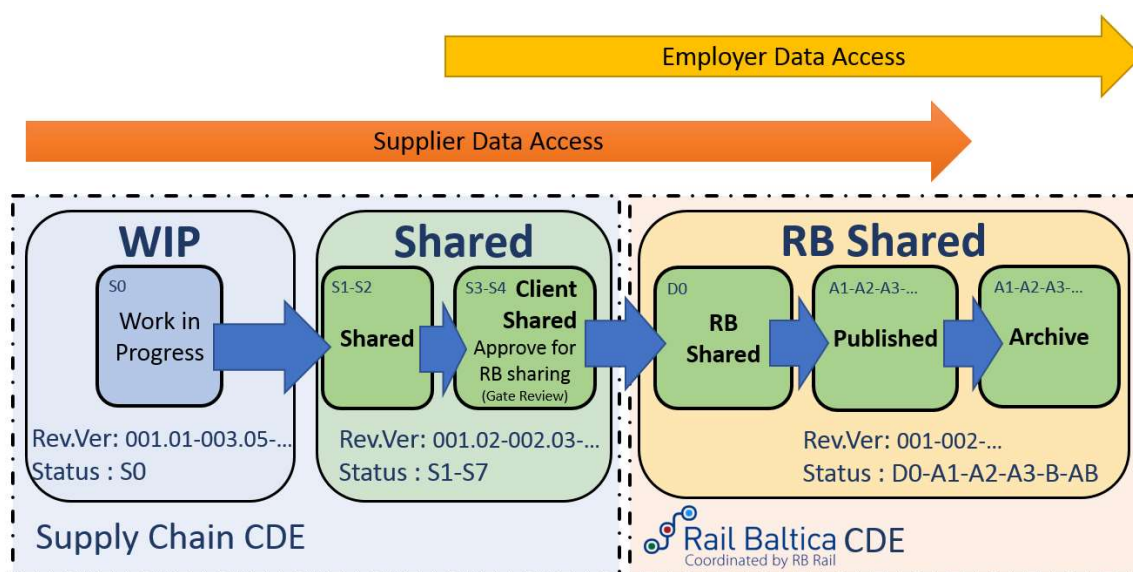 Employer Data Access
Supplier Data Access
WIP
S0
Work in
Progress
Rev.Ver: 001.01-003.05-...
Status : S0
Shared
S1-S2
Shared
S3-S4 Client
Shared
Approve for
RB sharing
(Gate Review)
Rev.Ver: 001.02-002.03-...
Status : S1-S7
Supply Chain CDE
RB Shared
D0
RB
Shared
A1-A2-A3-...
Published
A1-A2-A3-...
Archive
Rev.Ver: 001-002-...
Status : D0-A1-A2-A3-B-AB
Rail Baltica CDE
Coordinated by RB Rail